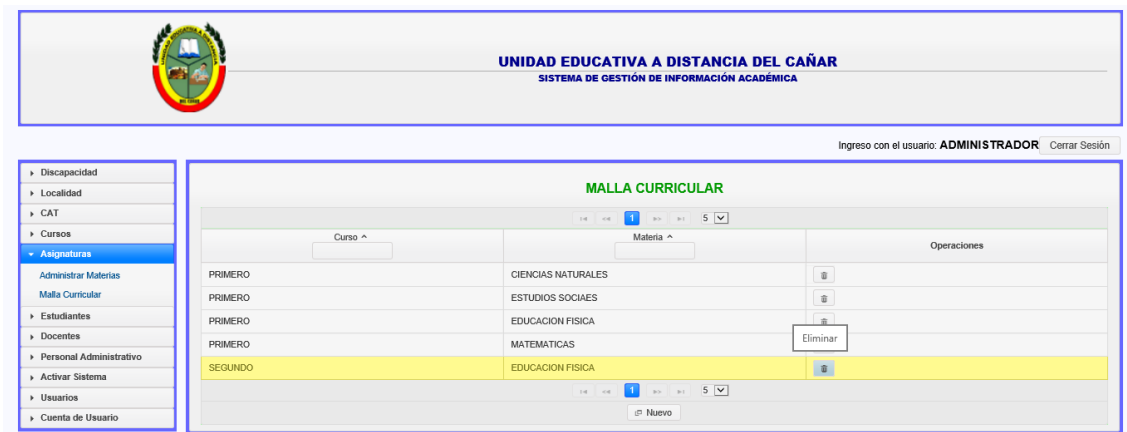 UNIDAD EDUCATIVA A DISTANCIA DEL CAÑAR
SISTEMA DE GESTIÓN DE INFORMACIÓN ACADÉMICA
DEL CAÑAR
Ingreso con el usuario: ADMINISTRADOR Cerrar Sesión
Discapacidad
Localidad
CAT
Cursos
Asignaturas
Administrar Materias
Malla Curricular
Estudiantes
Docentes
Personal Administrativo
Activar Sistema
Usuarios
Cuenta de Usuario
MALLA CURRICULAR
1 5
Curso Materia Operaciones
PRIMERO CIENCIAS NATURALES
PRIMERO ESTUDIOS SOCIAES
PRIMERO EDUCACION FISICA
PRIMERO MATEMATICAS
Eliminar
SEGUNDO EDUCACION FISICA
1 5
Nuevo